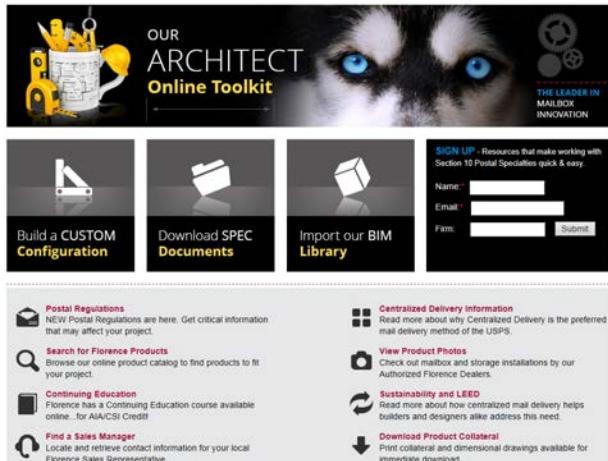 OUR
ARCHITECT
Online Toolkit
THE LEADER IN
MAILBOX
INNOVATION
Build a CUSTOM
Configuration
Download SPEC
Documents
Import our BIM
Library
SIGN UP - Resources that make working with
Section 10 Postal Specialties quick & easy.
Name:*
Email:*
Firm:
Submit
Postal Regulations
NEW Postal Regulations are here. Get critical information
that may affect your project.
Search for Florence Products
Browse our online product catalog to find products to fit
your project.
Continuing Education
Florence has a Continuing Education course available
online...for AIA/CSI Credit!
Find a Sales Manager
Locate and retrieve contact information for your local
Florence Sales Representative
Centralized Delivery Information
Read more about why Centralized Delivery is the preferred
mail delivery method of the USPS.
View Product Photos
Check out mailbox and storage installations by our
Authorized Florence Dealers.
Sustainability and LEED
Read more about how centralized mail delivery helps
builders and designers alike address this need.
Download Product Collateral
Print collateral and dimensional drawings available for
immediate download